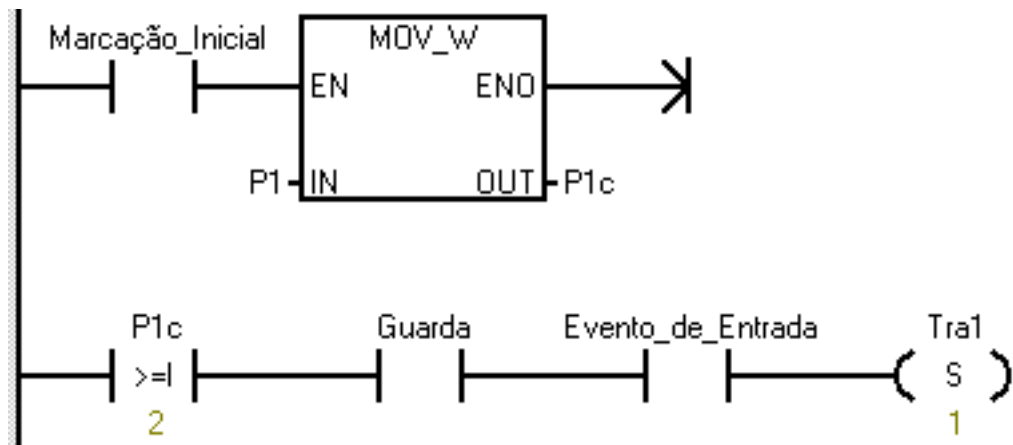 Marcação_Inicial
MOV_W
EN ENO
P1 IN OUT P1c
P1c Guarda Evento_de_Entrada Tra1
>=I S
2 1